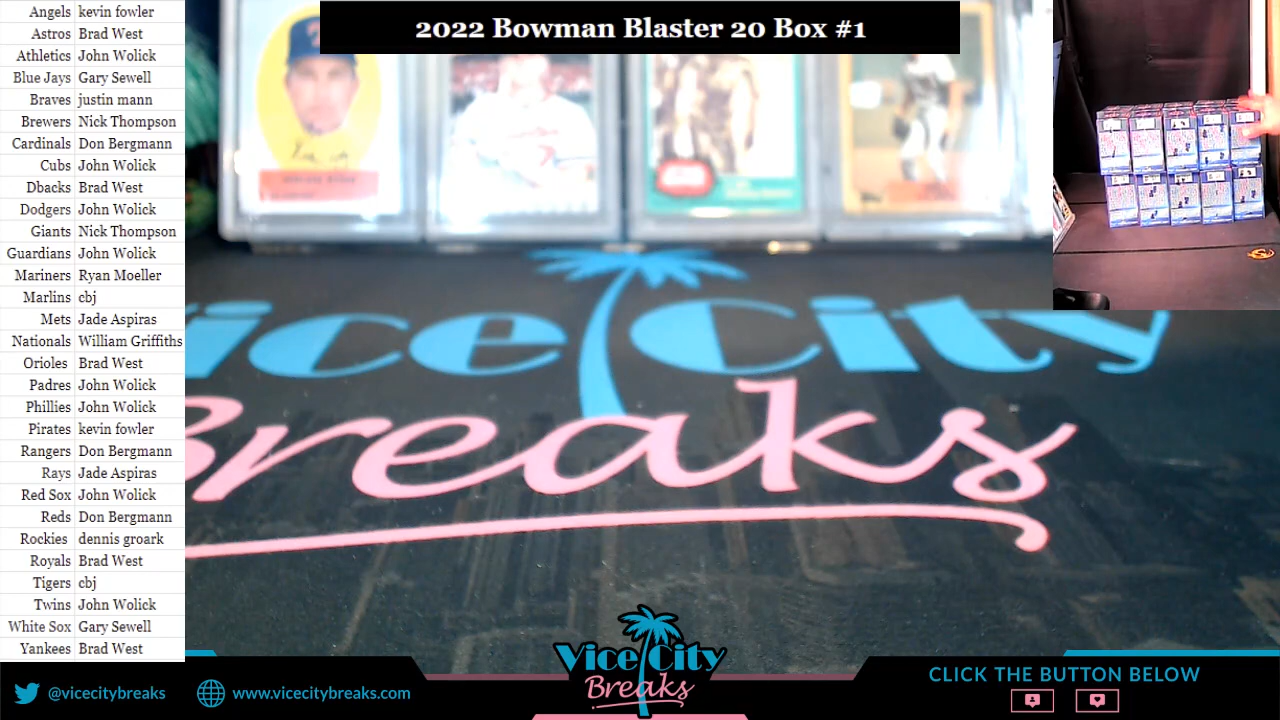 2022 Bowman Blaster 20 Box #1
Angels kevin fowler
Astros Brad West
Athletics John Wolick
Blue Jays Gary Sewell
Braves justin mann
Brewers Nick Thompson
Cardinals Don Bergmann
Cubs John Wolick
Dbacks Brad West
Dodgers John Wolick
Giants Nick Thompson
Guardians John Wolick
Mariners Ryan Moeller
Marlins cbj
Mets Jade Aspiras
Nationals William Griffiths
Orioles Brad West
Padres John Wolick
Phillies John Wolick
Pirates kevin fowler
Rangers Don Bergmann
Rays Jade Aspiras
Red Sox John Wolick
Reds Don Bergmann
Rockies dennis groark
Royals Brad West
Tigers cbj
Twins John Wolick
White Sox Gary Sewell
Yankees Brad West
Vice City
Breaks
@vicecitybreaks
www.vicecitybreaks.com
Vice City
Breaks
CLICK THE BUTTON BELOW